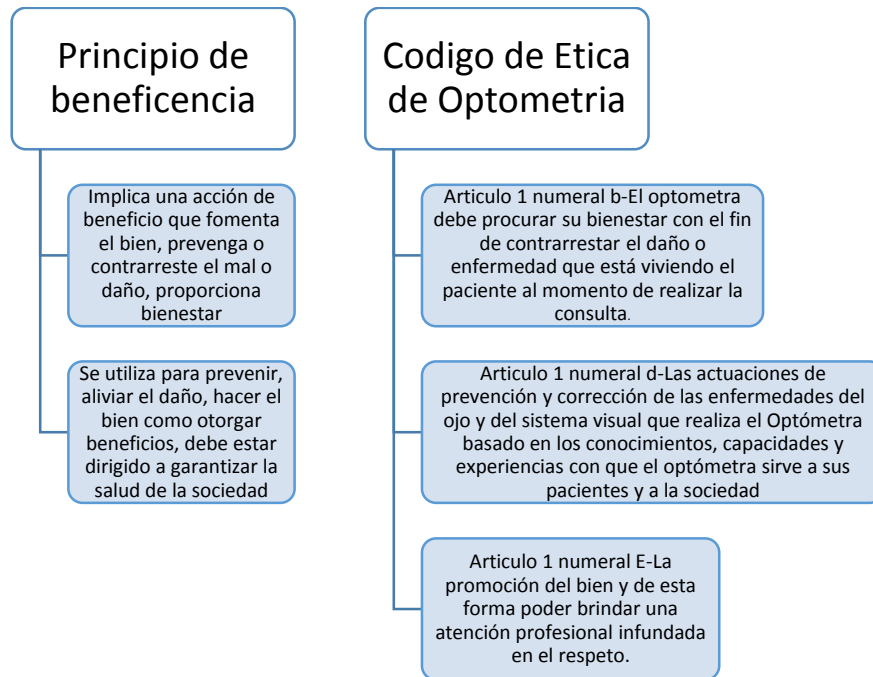 Principio de
beneficencia
Implica una acción de
beneficio que fomenta
el bien, prevenga o
contrarreste el mal o
daño, proporciona
bienestar
Se utiliza para prevenir,
aliviar el daño, hacer el
bien como otorgar
beneficios, debe estar
dirigido a garantizar la
salud de la sociedad
Codigo de Etica
de Optometria
Articulo 1 numeral b-El optometra
debe procurar su bienestar con el fin
de contrarrestar el daño o
enfermedad que está viviendo el
paciente al momento de realizar la
consulta.
Articulo 1 numeral d-Las actuaciones de
prevención y corrección de las enfermedades del
ojo y del sistema visual que realiza el Optómetra
basado en los conocimientos, capacidades y
experiencias con que el optómetra sirve a sus
pacientes y a la sociedad
Articulo 1 numeral E-La
promoción del bien y de esta
forma poder brindar una
atención profesional infundada
en el respeto.